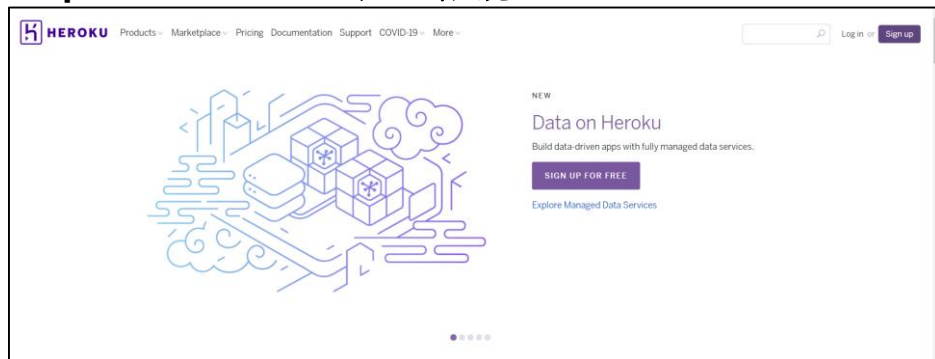 HEROKU Products Marketplace Pricing Documentation Support COVID-19 More Log in or Sign up
NEW
Data on Heroku
Build data-driven apps with fully managed data services.
SIGN UP FOR FREE
Explore Managed Data Services